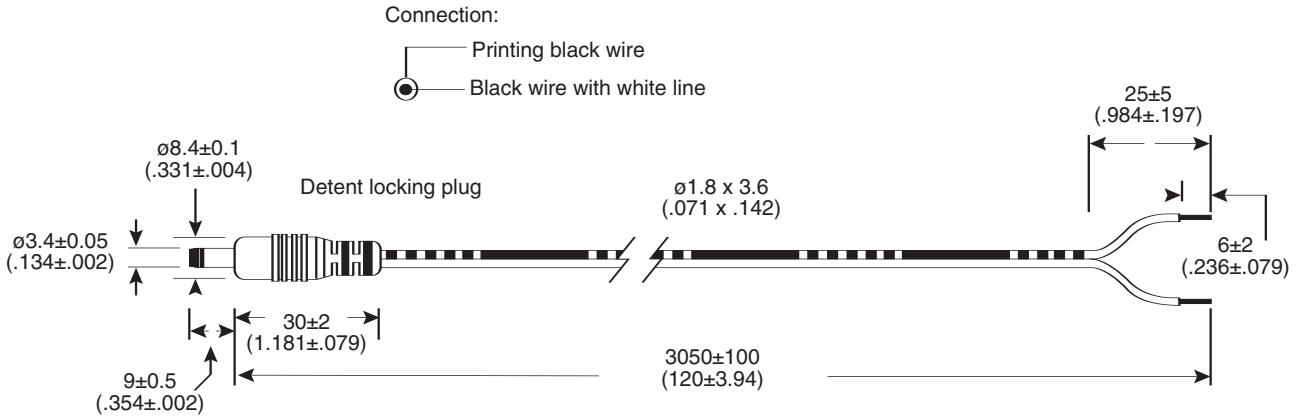 Connection:
Printing black wire
Black wire with white line
25±5
(.984±.197)
ø8.4±0.1
(.331±.004)
Detent locking plug
ø1.8 x 3.6
(.071 x .142)
ø3.4±0.05
(.134±.002)
6±2
(.236±.079)
30±2
(1.181±.079)
3050±100
(120±3.94)
9±0.5
(.354±.002)